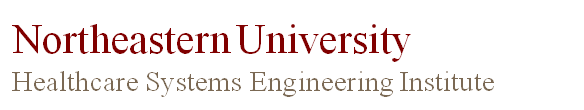 Northeastern University
Healthcare Systems Engineering Institute